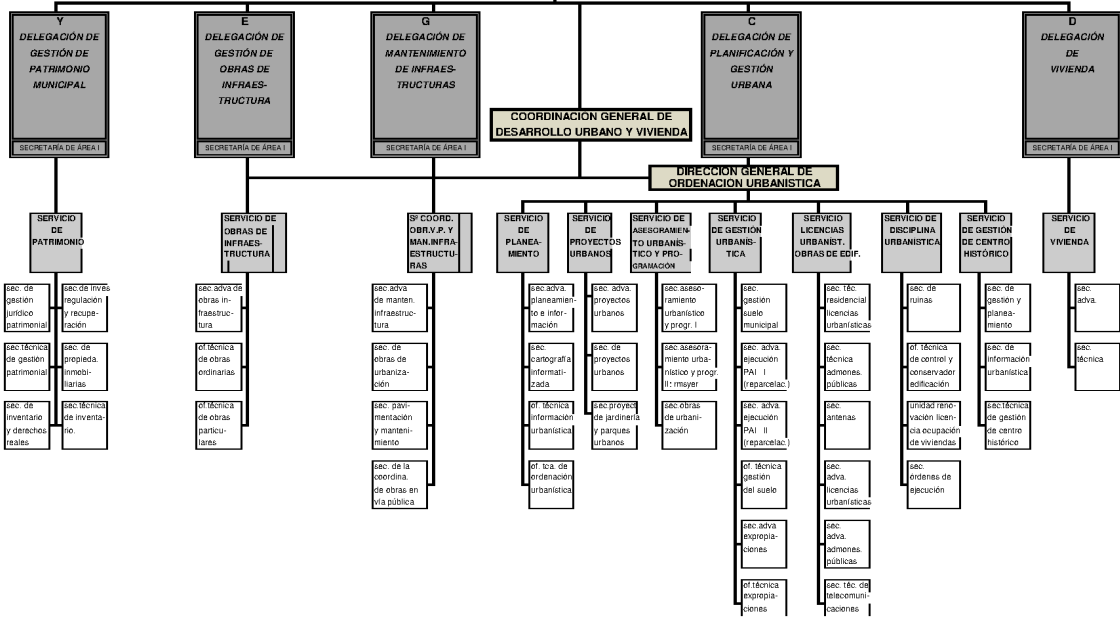 Y
DELEGACIÓN DE
GESTIÓN DE
PATRIMONIO
MUNICIPAL
SECRETARÍA DE ÁREA I
E
DELEGACIÓN DE
GESTIÓN DE
OBRAS DE
INFRAES-
TRUCTURA
SECRETARÍA DE ÁREA I
G
DELEGACIÓN DE
MANTENIMIENTO
DE INFRAES-
TRUCTURAS
SECRETARÍA DE ÁREA I
COORDINACION GENERAL DE
DESARROLLO URBANO Y VIVIENDA
C
DELEGACIÓN DE
PLANIFICACIÓN Y
GESTIÓN
URBANA
SECRETARÍA DE ÁREA I
D
DELEGACIÓN
DE
VIVIENDA
SECRETARÍA DE ÁREA I
DIRECCION GENERAL DE
ORDENACION URBANISTICA
SERVICIO
DE
PATRIMONIO
SERVICIO DE
OBRAS DE
INFRAES-
TRUCTURA
Sº COORD.
OBR.V.P. Y
MAN.INFRA-
ESTRUCTU-
RAS
SERVICIO
DE
PLANEA-
MIENTO
SERVICIO
DE
PROYECTOS
URBANOS
SERVICIO DE
ASESORAMIEN-
TO URBANÍS-
TICO Y PRO-
GRAMACIÓN
SERVICIO
DE GESTIÓN
URBANÍS-
TICA
SERVICIO
LICENCIAS
URBANÍST.
OBRAS DE EDIF.
SERVICIO
DE DISCIPLINA
URBANÍSTICA
SERVICIO
DE GESTIÓN
DE CENTRO
HISTÓRICO
SERVICIO
DE
VIVIENDA
sec. de
gestión
jurídico
patrimonial
sec.de inves
regulación
y recupe-
ración
sec.técnica
de gestión
patrimonial
sec. de
propieda.
inmobi-
liarias
sec. de
inventario
y derechos
reales
sec.técnica
de inventa-
rio.
sec.adva de
obras in-
fraestruc-
tura
of.técnica
de obras
ordinarias
of.técnica
de obras
particu-
lares
sec.adva
de manten.
infraestruc-
tura
sec. de
obras de
urbaniza-
ción
sec. pavi-
mentación
y manteni-
miento
sec. de la
coordina.
de obras en
vía pública
sec.adva.
planeamien-
to e infor-
mación
sec.
cartografía
informati-
zada
of. técnica
información
urbanística
of. tca. de
ordenación
urbanística
sec. adva.
proyectos
urbanos
sec. de
proyectos
urbanos
sec.proyect
de jardinería
y parques
urbanos
sec.aseso-
ramiento
urbanístico
y progr. I
sec.asesora-
miento urba-
nístico y progr.
II: rmsyer
sec.obras
de urbani-
zación
sec.
gestión
suelo
municipal
sec. adva.
ejecución
PAI I
(reparcelac.)
sec. adva.
ejecución
PAI II
(reparcelac.)
of. técnica
gestión
del suelo
sec.adva
expropia-
ciones
of.técnica
expropia-
ciones
sec. téc.
residencial
licencias
urbanísticas
sec.
técnica
admones.
públicas
sec.
antenas
sec.
adva.
licencias
urbanísticas
sec.
adva.
admones.
públicas
sec. téc. de
telecomuni-
caciones
sec. de
ruinas
of. técnica
de control y
conservador
edificación
unidad reno-
vación licen-
cia ocupación
de viviendas
sec.
órdenes de
ejecución
sec. de
gestión y
planea-
miento
sec. de
información
urbanística
sec.técnica
de gestión
de centro
histórico
sec.
adva.
sec.
técnica